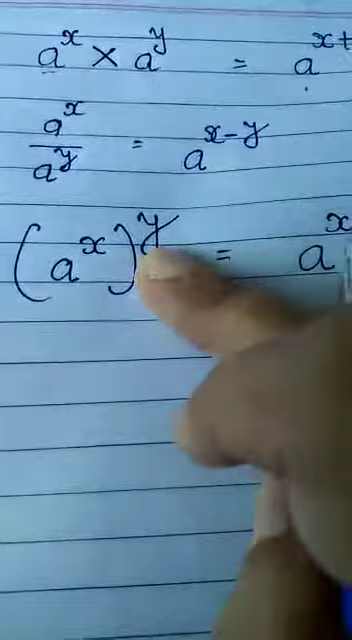 a^x × a^y = a^x+
a^x / a^y = a^x-y
(a^x)^y = a^x